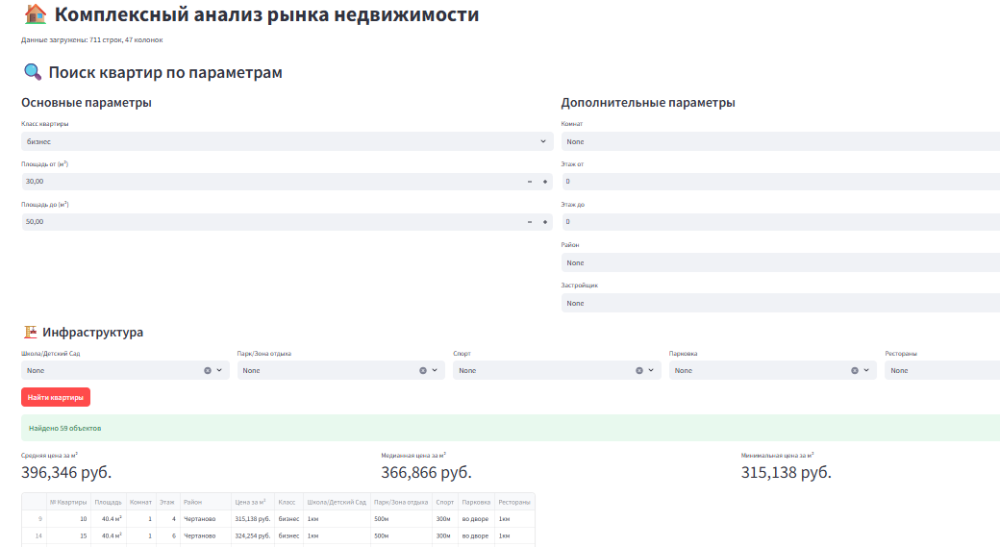 Комплексный анализ рынка недвижимости
Данные загружены: 711 строк, 47 колонок
Поиск квартир по параметрам
Основные параметры
Класс квартиры
бизнес
Площадь от (м²)
30,00
Площадь до (м²)
50,00
Дополнительные параметры
Комнат
None
Этаж от
0
Этаж до
0
Район
None
Застройщик
None
Инфраструктура
Школа/Детский Сад Парк/Зона отдыха Спорт Парковка Рестораны
None None None None None
Найти квартиры
Найдено 59 объектов
Средняя цена за м² Медианная цена за м² Минимальная цена за м²
396,346 руб. 366,866 руб. 315,138 руб.
№ Квартиры Площадь Комнат Этаж Район Цена за м² Класс Школа/Детский Сад Парк/Зона отдыха Спорт Парковка Рестораны
9 10 40.4 м² 1 4 Чертаново 315,138 руб. бизнес 1км 500м 300м во дворе 1км
14 15 40.4 м² 1 6 Чертаново 324,254 руб. бизнес 1км 500м 300м во дворе 1км